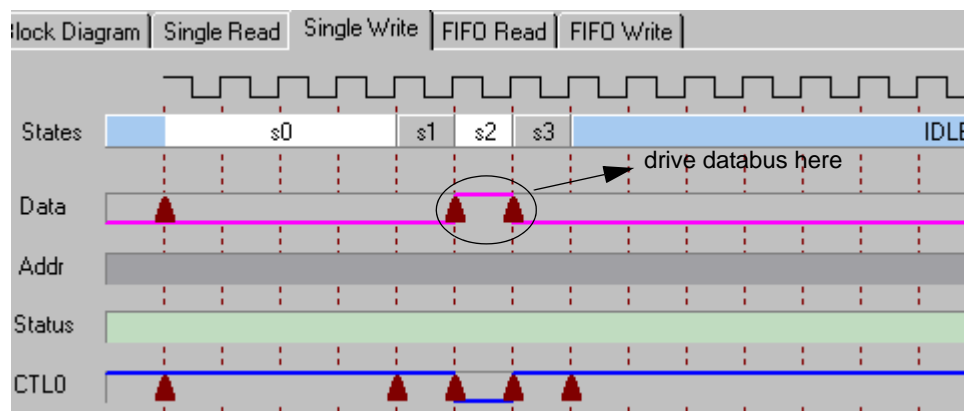 lock Diagram Single Read Single Write FIFO Read FIFO Write
States s0 s1 s2 s3 IDLE
drive databus here
Data
Addr
Status
CTL0